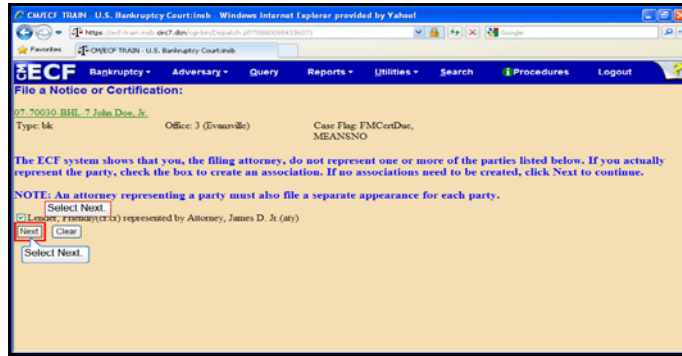 CM/ECF TRAIN - U.S. Bankruptcy Court:insb - Windows Internet Explorer provided by Yahoo!
Google
Favorites CM/ECF TRAIN - U.S. Bankruptcy Court:insb
ECF Bankruptcy Adversary Query Reports Utilities Search Procedures Logout ?
File a Notice or Certification:
07-70030-BHL-7 John Doe, Jr.
Type: bk Office: 3 (Evansville) Case Flag: FMCertDue,
MEANSNO
The ECF system shows that you, the filing attorney, do not represent one or more of the parties listed below. If you actually
represent the party, check the box to create an association. If no associations need to be created, click Next to continue.
NOTE: An attorney representing a party must also file a separate appearance for each party.
Select Next.
Lender, Friendly(cr:cr) represented by Attorney, James D. Jr.(aty)
Next Clear
Select Next.